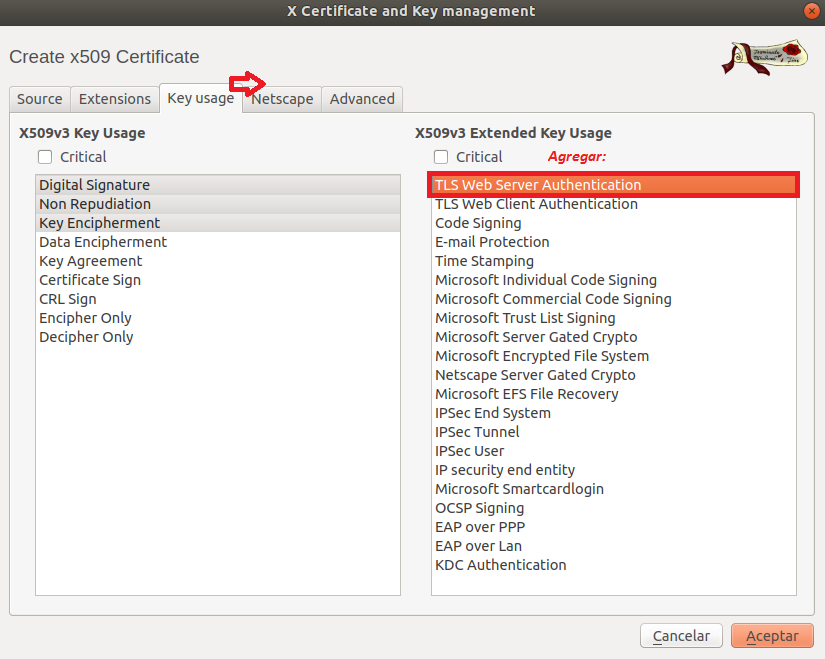 X Certificate and Key management
Create x509 Certificate
Source
Extensions
Key usage
Netscape
Advanced
X509v3 Key Usage
Critical
Digital Signature
Non Repudiation
Key Encipherment
Data Encipherment
Key Agreement
Certificate Sign
CRL Sign
Encipher Only
Decipher Only
X509v3 Extended Key Usage
Critical
Agregar:
TLS Web Server Authentication
TLS Web Client Authentication
Code Signing
E-mail Protection
Time Stamping
Microsoft Individual Code Signing
Microsoft Commercial Code Signing
Microsoft Trust List Signing
Microsoft Server Gated Crypto
Microsoft Encrypted File System
Netscape Server Gated Crypto
Microsoft EFS File Recovery
IPSec End System
IPSec Tunnel
IPSec User
IP security end entity
Microsoft Smartcardlogin
OCSP Signing
EAP over PPP
EAP over Lan
KDC Authentication
Cancelar
Aceptar